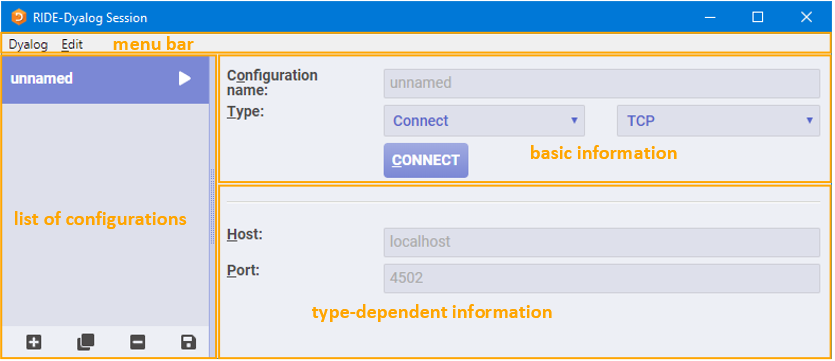 RIDE-Dyalog Session
Dyalog Edit
menu bar
unnamed
list of configurations
Configuration name:
unnamed
Type:
Connect
TCP
CONNECT
basic information
Host:
localhost
Port:
4502
type-dependent information